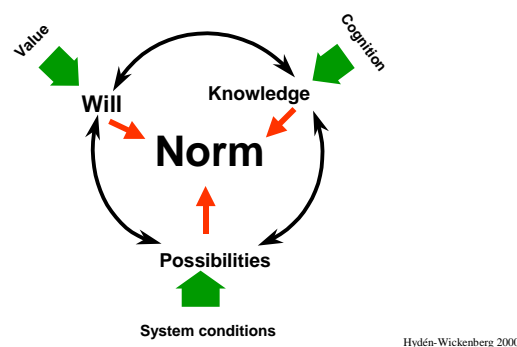 Value
Cognition
Will
Knowledge
Norm
Possibilities
System conditions
Hydén-Wickenberg 2000